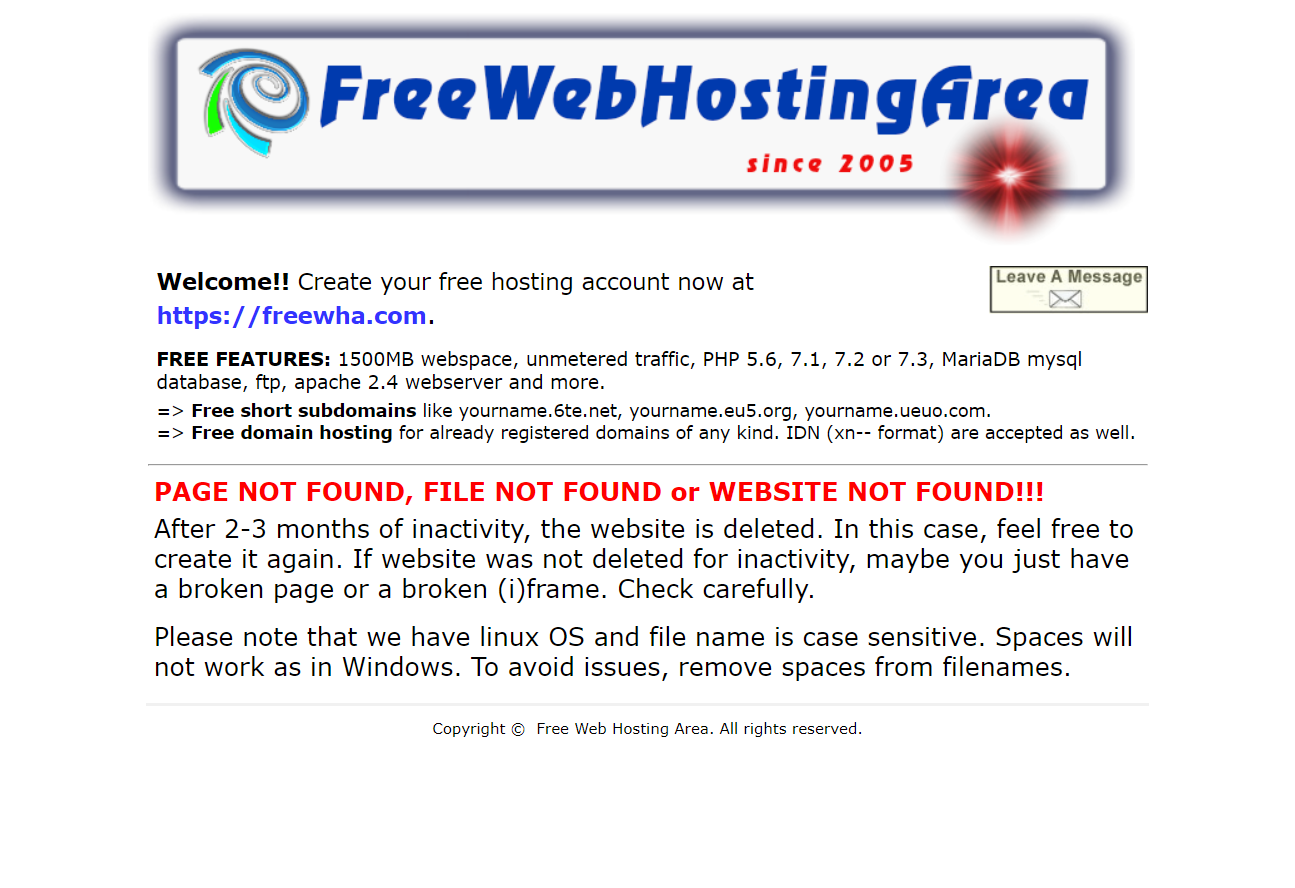 FreeWebHostingArea
since 2005
Welcome!! Create your free hosting account now at
https://freewha.com.
Leave A Message
FREE FEATURES: 1500MB webspace, unmetered traffic, PHP 5.6, 7.1, 7.2 or 7.3, MariaDB mysql
database, ftp, apache 2.4 webserver and more.
=> Free short subdomains like yourname.6te.net, yourname.eu5.org, yourname.ueuo.com.
=> Free domain hosting for already registered domains of any kind. IDN (xn-- format) are accepted as well.
PAGE NOT FOUND, FILE NOT FOUND or WEBSITE NOT FOUND!!!
After 2-3 months of inactivity, the website is deleted. In this case, feel free to
create it again. If website was not deleted for inactivity, maybe you just have
a broken page or a broken (i)frame. Check carefully.
Please note that we have linux OS and file name is case sensitive. Spaces will
not work as in Windows. To avoid issues, remove spaces from filenames.
Copyright © Free Web Hosting Area. All rights reserved.